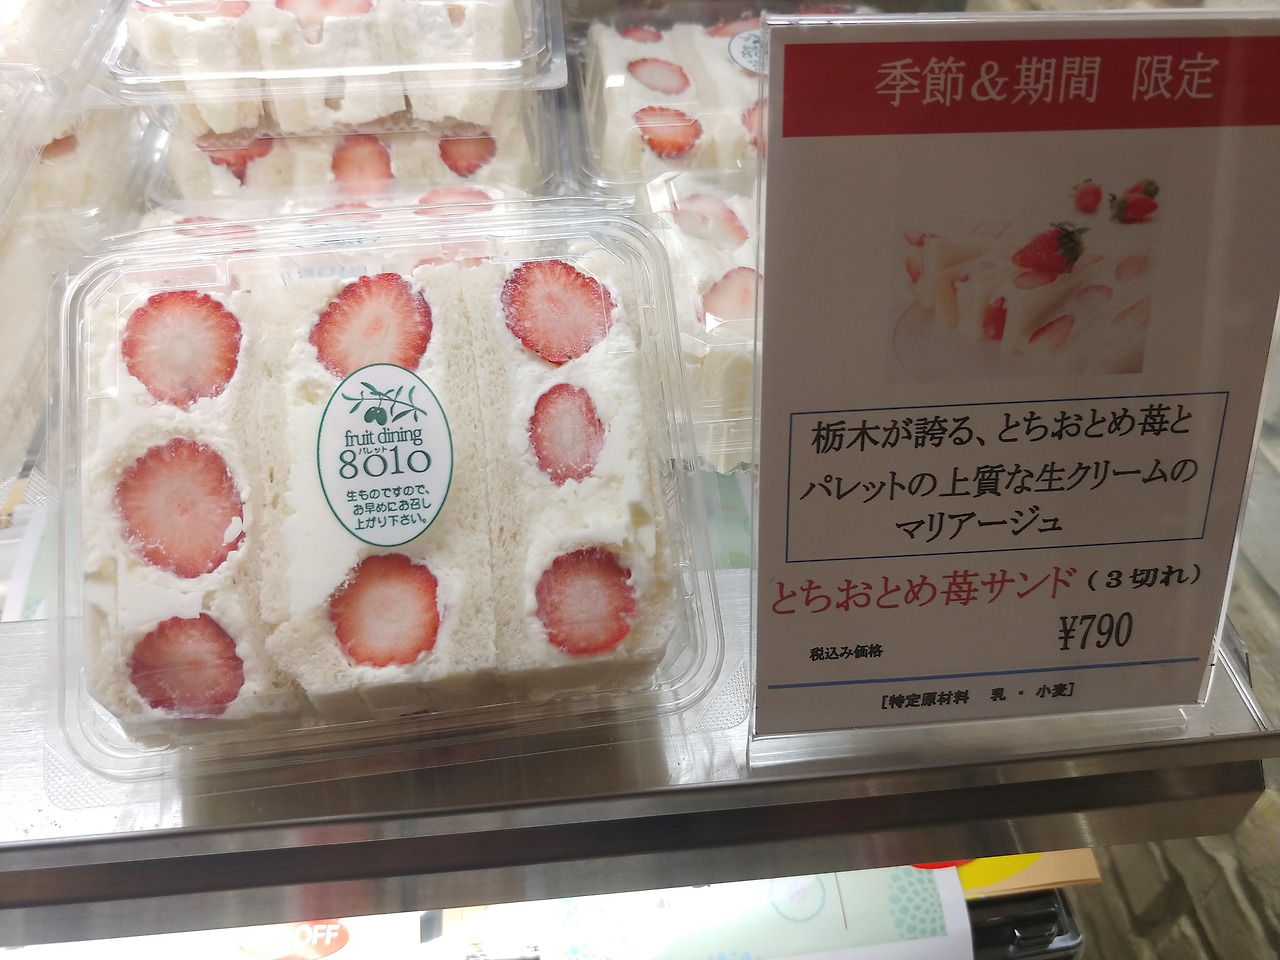 季節＆期間 限定
栃木が誇る、とちおとめ苺と
パレットの上質な生クリームの
マリアージュ
とちおとめ苺サンド（３切れ）
¥790
税込み価格
[特定原材料 乳・小麦]
fruit dining
パレット
8010
生ものですので、
お早めにお召し
上がり下さい。
OFF